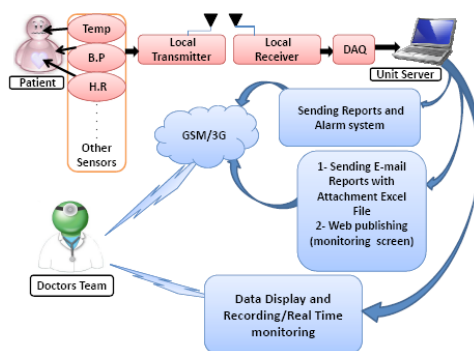 Temp
B.P
H.R
Other
Sensors
Patient
Local
Transmitter
Local
Receiver
DAQ
Unit Server
GSM/3G
Sending Reports and
Alarm system
1- Sending E-mail
Reports with
Attachment Excel
File
2- Web publishing
(monitoring screen)
Doctors Team
Data Display and
Recording/Real Time
monitoring